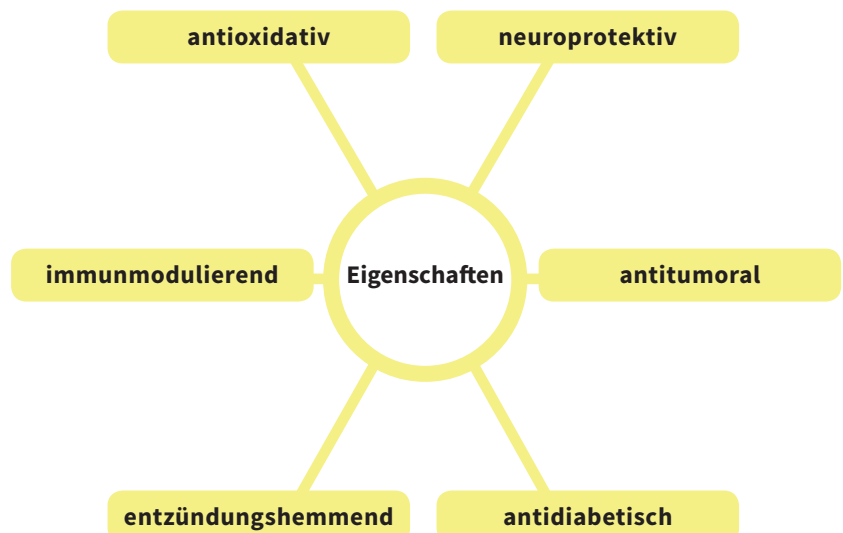 antioxidativ
neuroprotektiv
immunmodulierend
Eigenschaften
antitumoral
entzündungshemmend
antidiabetisch